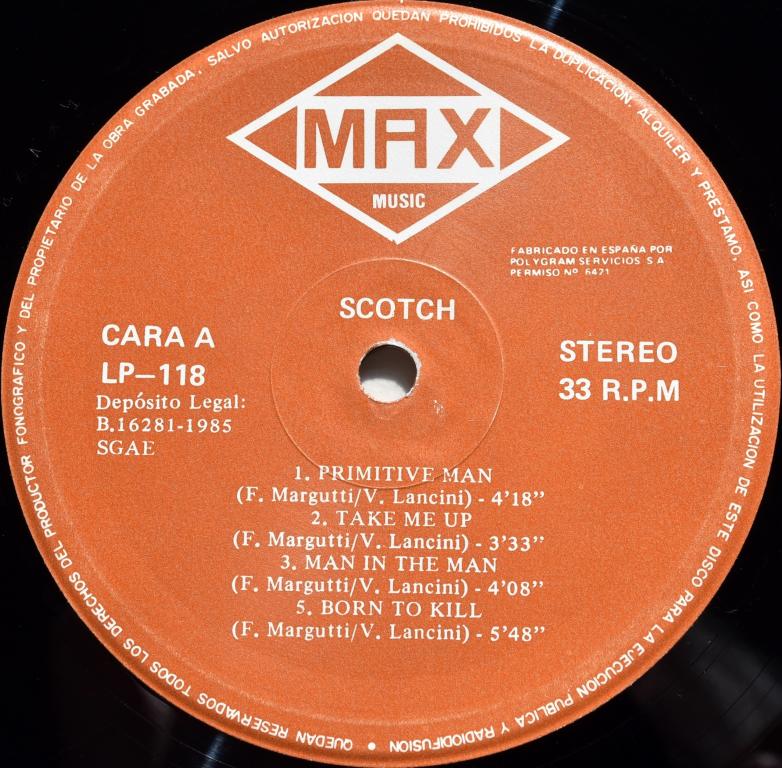 QUEDAN RESERVADOS TODOS LOS DERECHOS DEL PRODUCTOR FONOGRAFICO Y DEL PROPIETARIO DE LA OBRA GRABADA. SALVO AUTORIZACION QUEDAN PROHIBIDOS LA DUPLICACION, ALQUILER Y PRESTAMO, ASI COMO LA UTILIZACION DE ESTE DISCO PARA LA EJECUCION PUBLICA Y RADIODIFUSION •
MAX
MUSIC
FABRICADO EN ESPAÑA POR
POLYGRAM SERVICIOS S A
PERMISO Nº 6421
SCOTCH
CARA A
LP—118
Depósito Legal:
B.16281-1985
SGAE
STEREO
33 R.P.M
1. PRIMITIVE MAN
(F. Margutti/V. Lancini) - 4'18"
2. TAKE ME UP
(F. Margutti/V. Lancini) - 3'33"
3. MAN IN THE MAN
(F. Margutti/V. Lancini) - 4'08"
5. BORN TO KILL
(F. Margutti/V. Lancini) - 5'48"